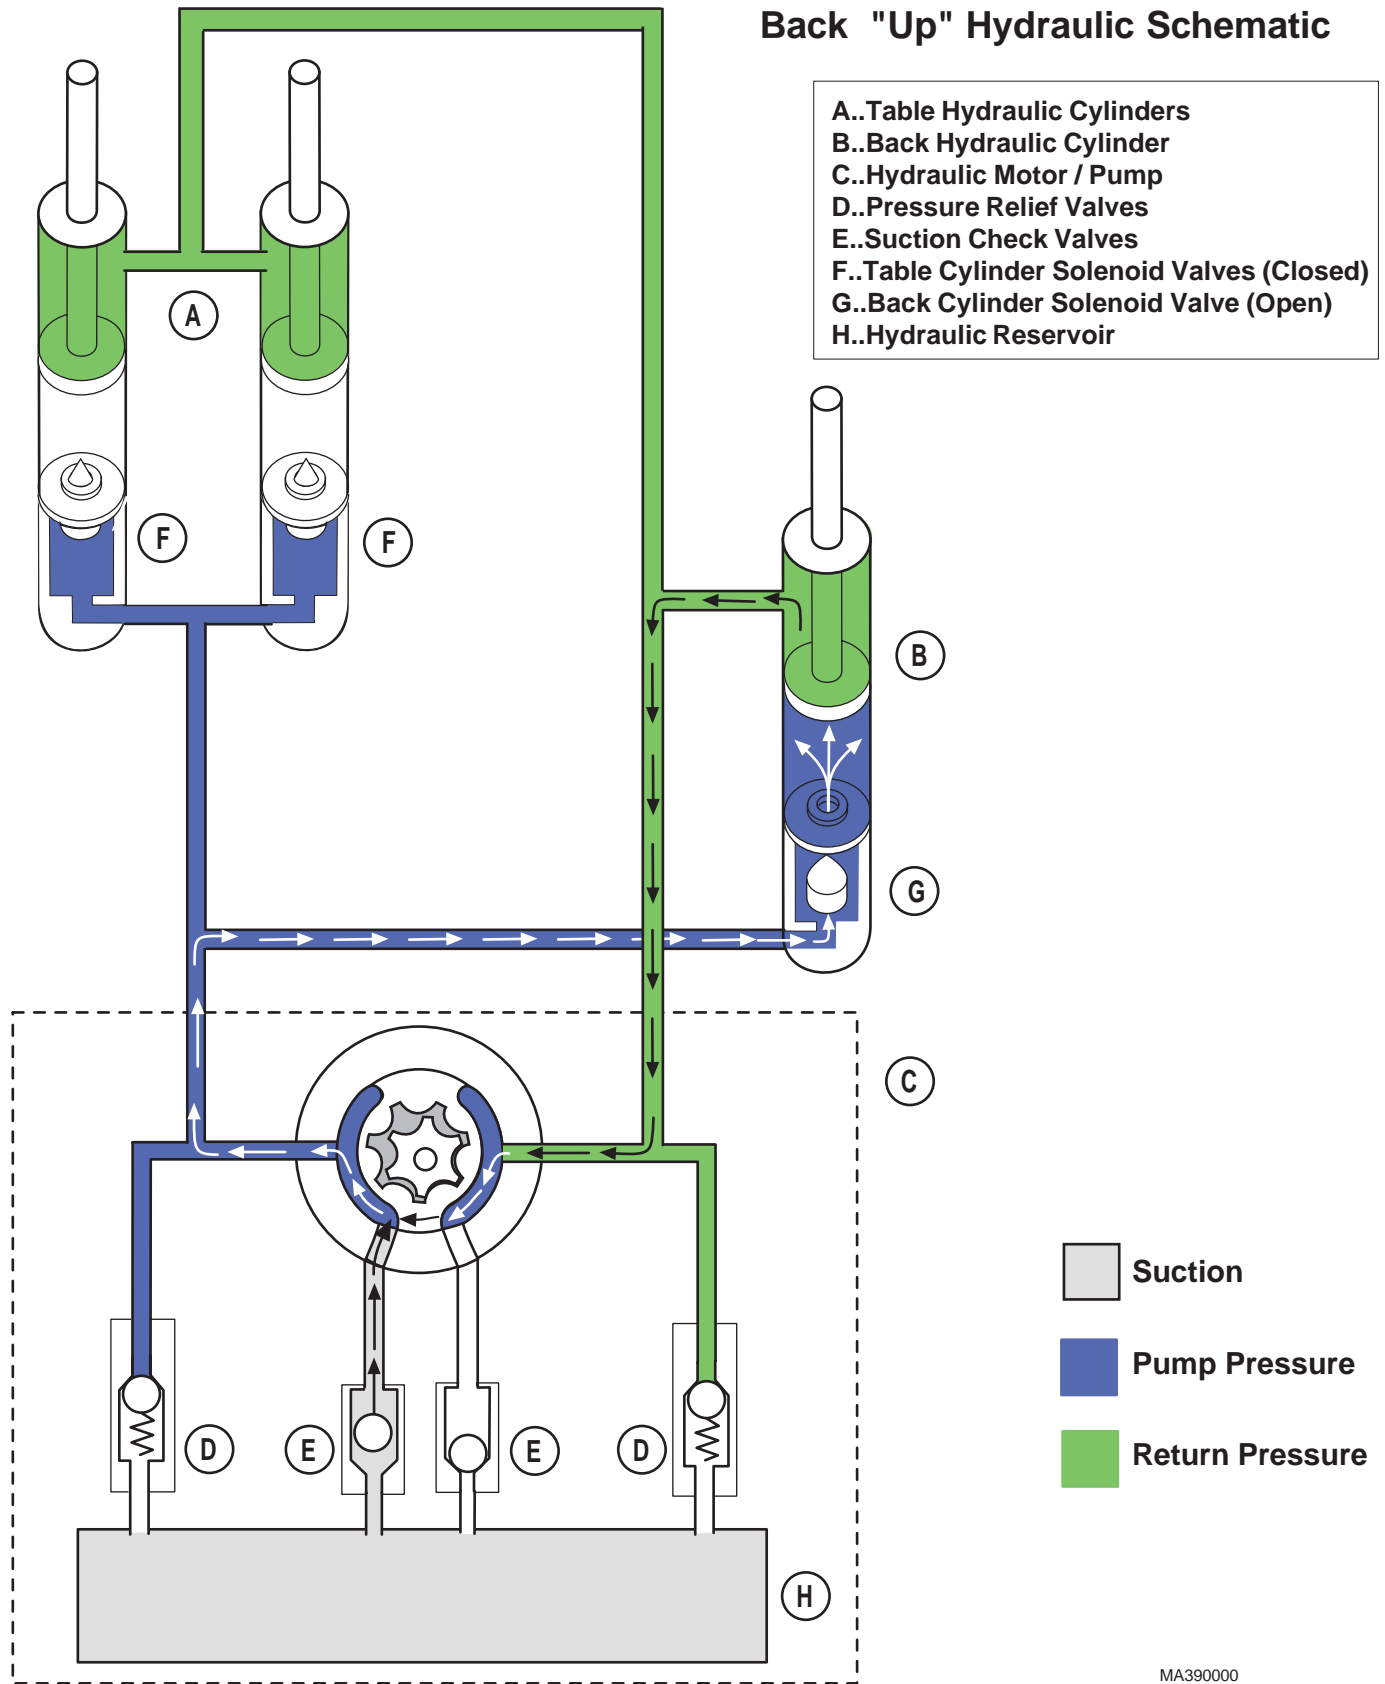 Back "Up" Hydraulic Schematic
A..Table Hydraulic Cylinders
B..Back Hydraulic Cylinder
C..Hydraulic Motor / Pump
D..Pressure Relief Valves
E..Suction Check Valves
F..Table Cylinder Solenoid Valves (Closed)
G..Back Cylinder Solenoid Valve (Open)
H..Hydraulic Reservoir
A
F
F
B
G
C
D
E
E
D
H
Suction
Pump Pressure
Return Pressure
MA390000